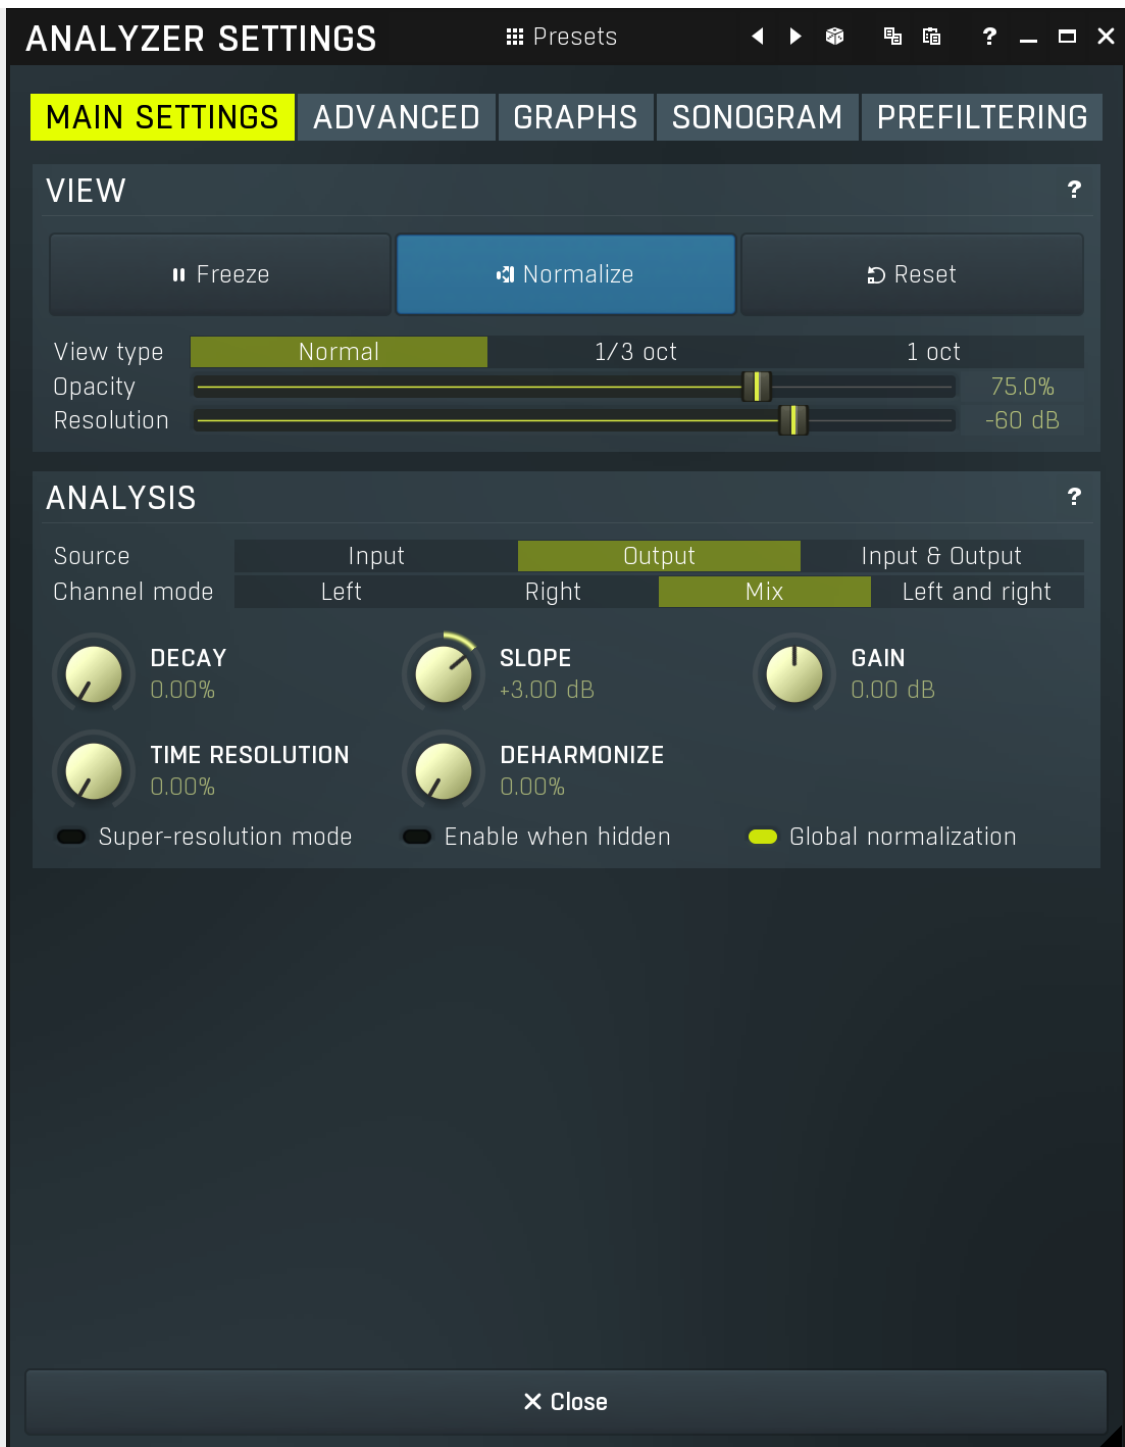 ANALYZER SETTINGS Presets ?
MAIN SETTINGS ADVANCED GRAPHS SONOGRAM PREFILTERING
VIEW ?
Freeze Normalize Reset
View type Normal 1/3 oct 1 oct
Opacity 75.0%
Resolution -60 dB
ANALYSIS ?
Source Input Output Input & Output
Channel mode Left Right Mix Left and right
DECAY SLOPE GAIN
0.00% +3.00 dB 0.00 dB
TIME RESOLUTION DEHARMONIZE
0.00% 0.00%
Super-resolution mode Enable when hidden Global normalization
Close